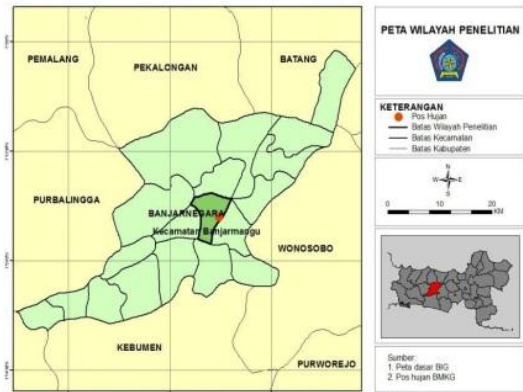 PEMALANG
PEKALONGAN
BATANG
PURBALINGGA
BANJARNEGARA
Kecamatan Banjarmangu
WONOSOBO
KEBUMEN
PURWOREJO
PETA WILAYAH PENELITIAN
KETERANGAN
Pos Hujan
Batas Wilayah Penelitian
Batas Kecamatan
Batas Kabupaten
N
W E
S
0 10 20
KM
Sumber:
1. Peta dasar BIG
2. Pos hujan BMKG